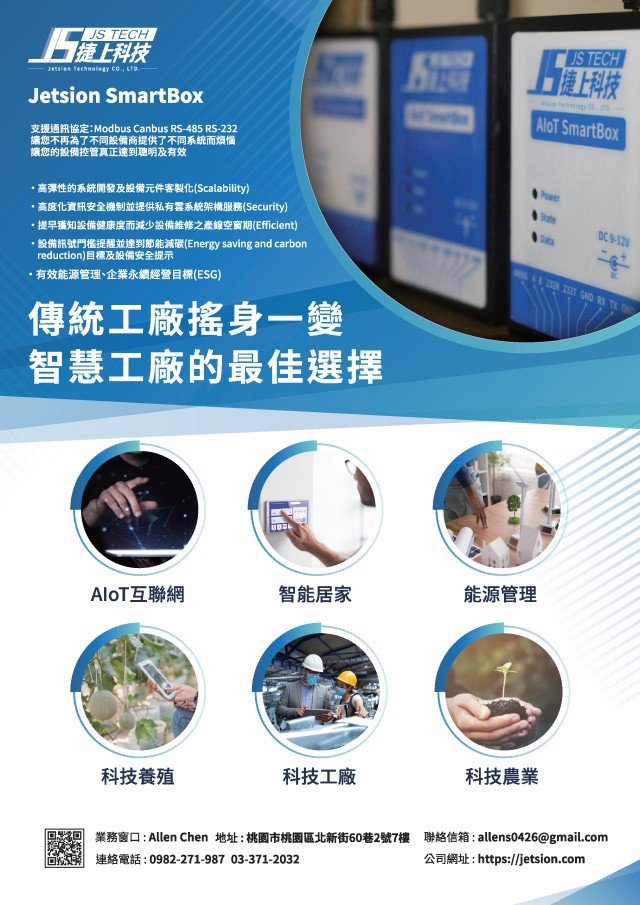 JS TECH
捷上科技
Jetsion Technology CO., LTD.
Jetsion SmartBox
支援通訊協定:Modbus Canbus RS-485 RS-232
讓您不再為了不同設備商提供了不同系統而煩惱
讓您的設備控管真正達到聰明及有效
・高彈性的系統開發及設備元件客製化(Scalability)
・高度化資訊安全機制並提供私有雲系統架構服務(Security)
・提早獲知設備健康度而減少設備維修之產線空窗期(Efficient)
・設備訊號門檻提醒並達到節能減碳(Energy saving and carbon
reduction)目標及設備安全提示
・有效能源管理、企業永續經營目標(ESG)
JS TECH
捷上科技
Jetsion Technology CO., LTD.
AIoT SmartBox
Power
State
Data
DC 9-12V
485G A B 232R 232T GND RX TX
AIoT SmartBox
傳統工廠搖身一變
智慧工廠的最佳選擇
AIoT互聯網
智能居家
能源管理
科技養殖
科技工廠
科技農業
業務窗口 : Allen Chen 地址 : 桃園市桃園區北新街60巷2號7樓 聯絡信箱 : allens0426@gmail.com
連絡電話 : 0982-271-987 03-371-2032 公司網址 : https://jetsion.com